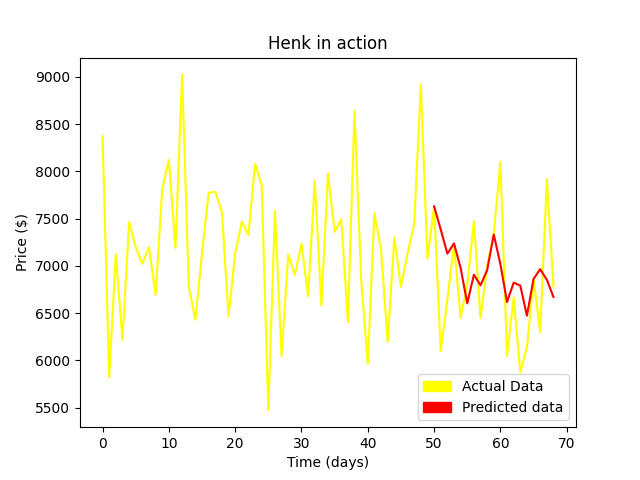 Henk in action
Price ($)
9000
8500
8000
7500
7000
6500
6000
5500
0 10 20 30 40 50 60 70
Time (days)
Actual Data
Predicted data